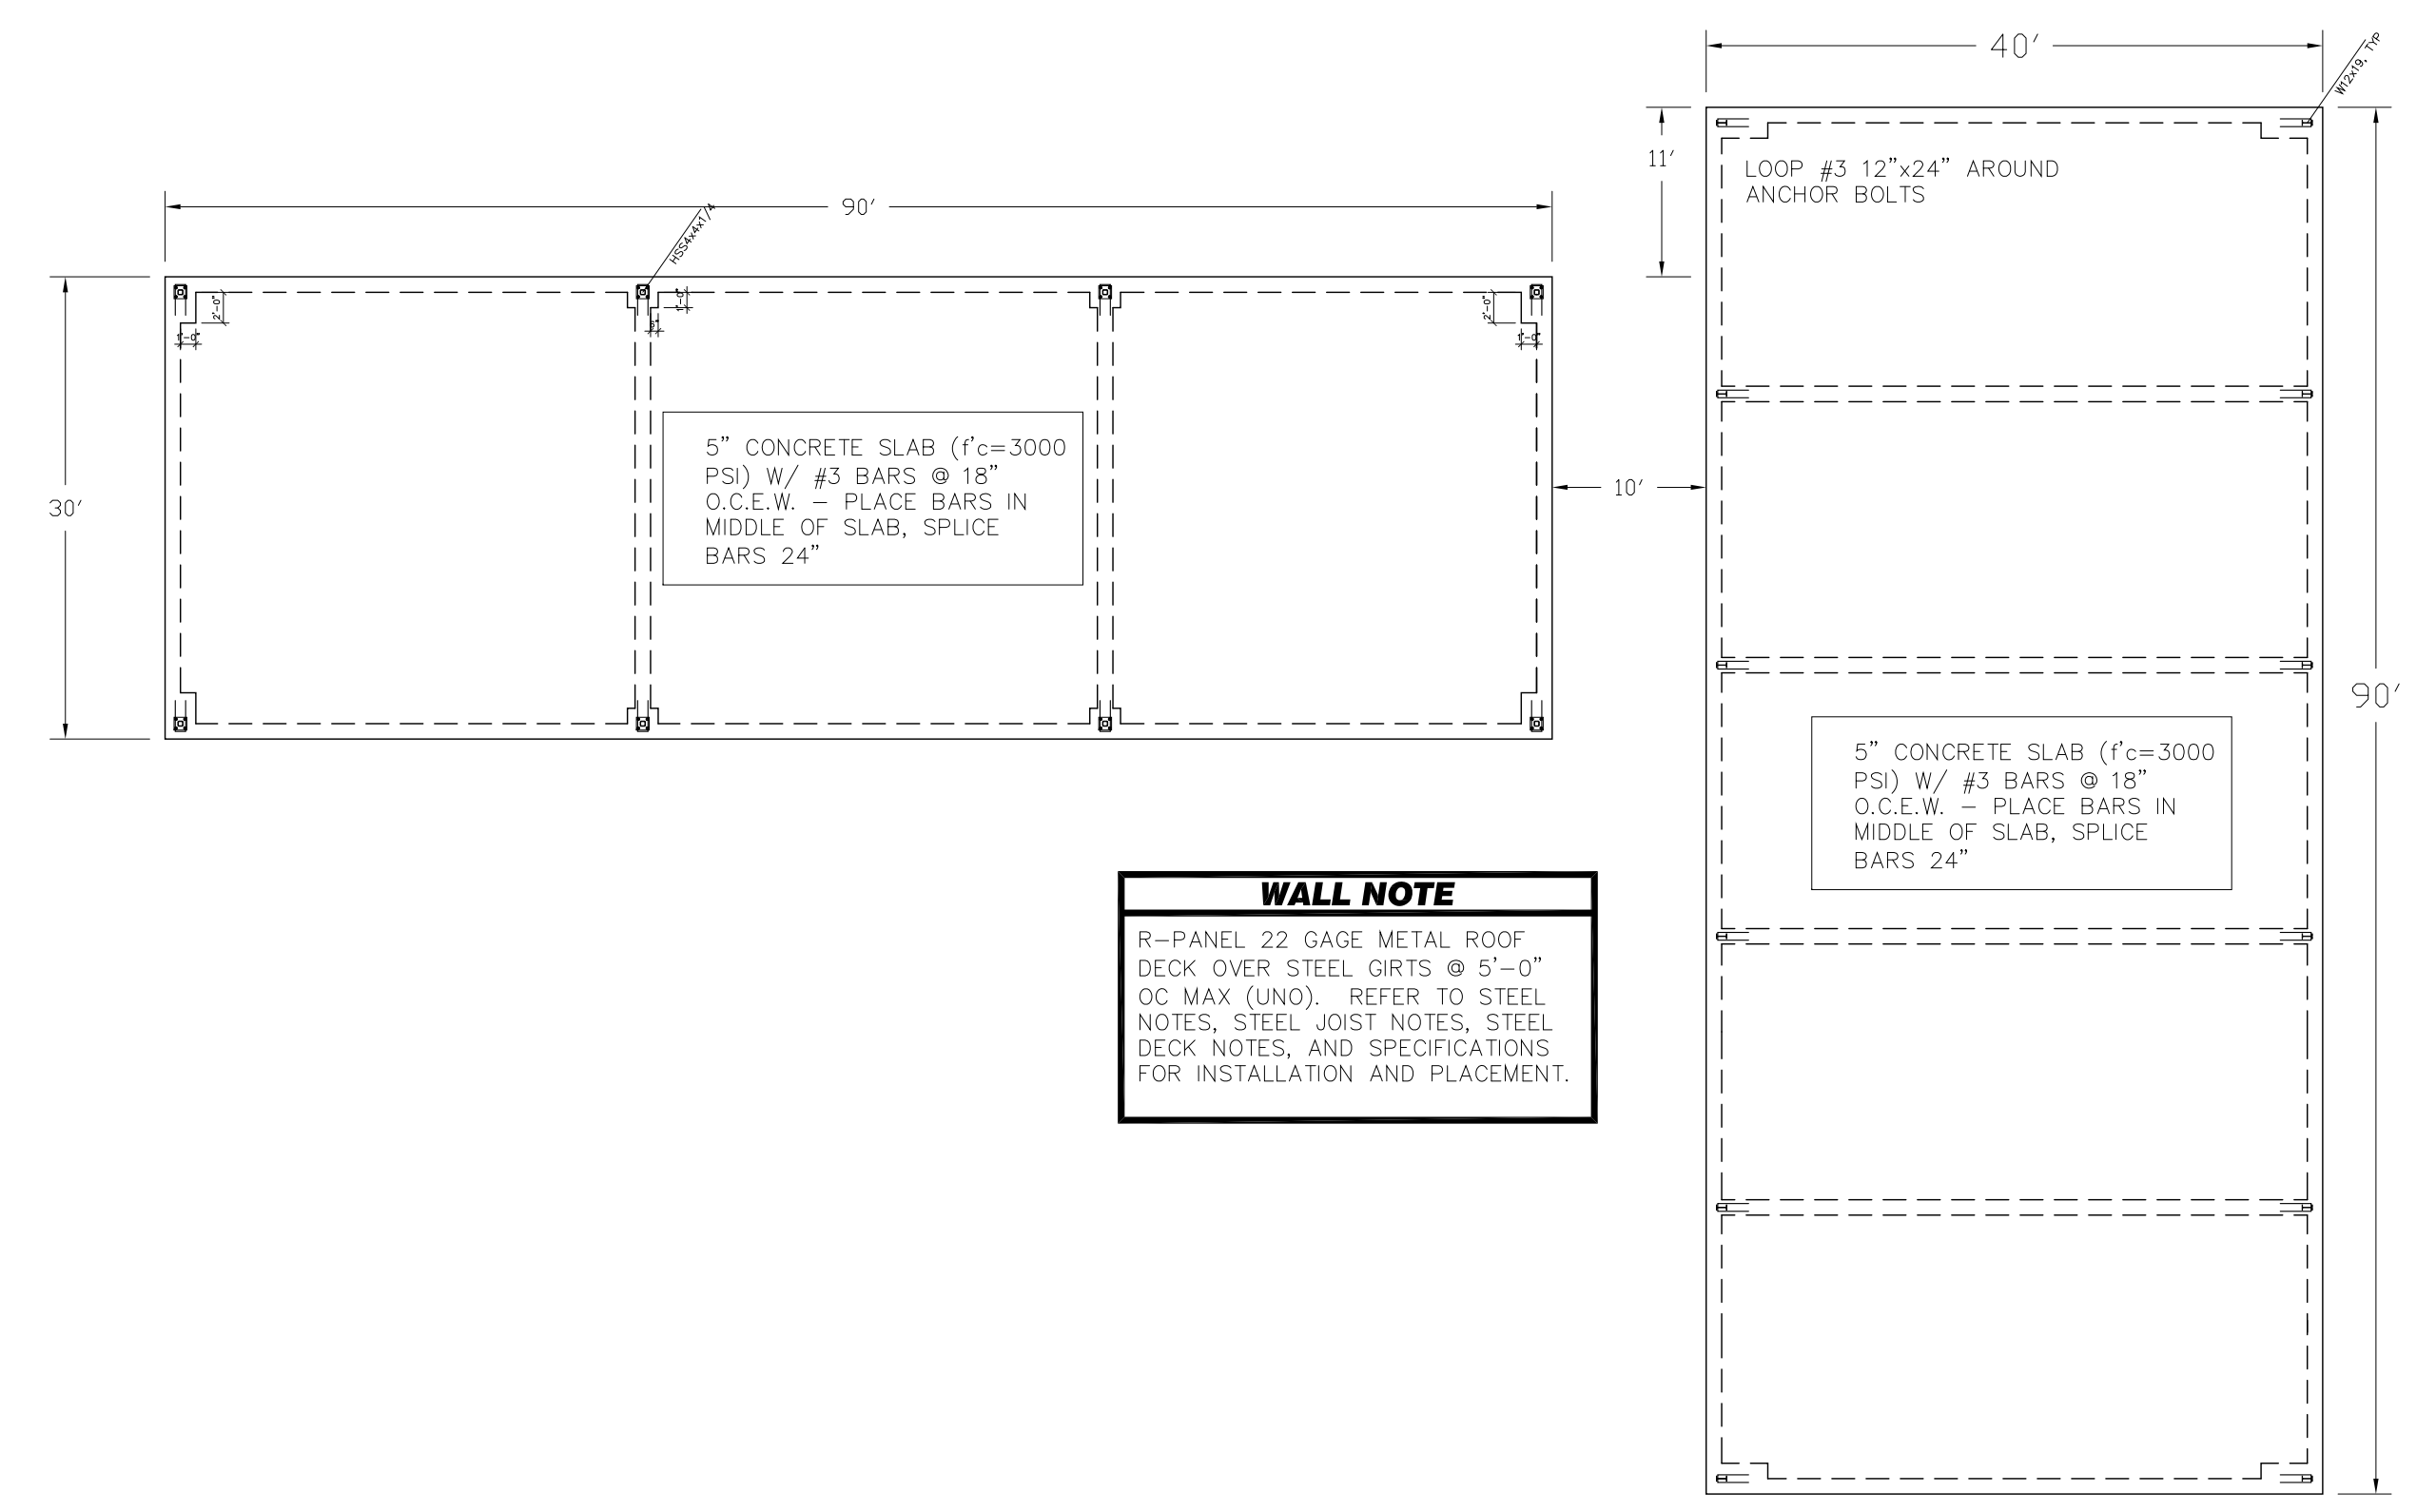 40'
W12x19, TYP
11'
LOOP #3 12"x24" AROUND
ANCHOR BOLTS
90'
HSS4x4x1/4
2'-0"
1'-0"
1'-0"
6"
2'-0"
1'-0"
30'
5" CONCRETE SLAB (f'c=3000
PSI) W/ #3 BARS @ 18"
O.C.E.W. - PLACE BARS IN
MIDDLE OF SLAB, SPLICE
BARS 24"
10'
90'
5" CONCRETE SLAB (f'c=3000
PSI) W/ #3 BARS @ 18"
O.C.E.W. - PLACE BARS IN
MIDDLE OF SLAB, SPLICE
BARS 24"
WALL NOTE
R-PANEL 22 GAGE METAL ROOF
DECK OVER STEEL GIRTS @ 5'-0"
OC MAX (UNO). REFER TO STEEL
NOTES, STEEL JOIST NOTES, STEEL
DECK NOTES, AND SPECIFICATIONS
FOR INSTALLATION AND PLACEMENT.